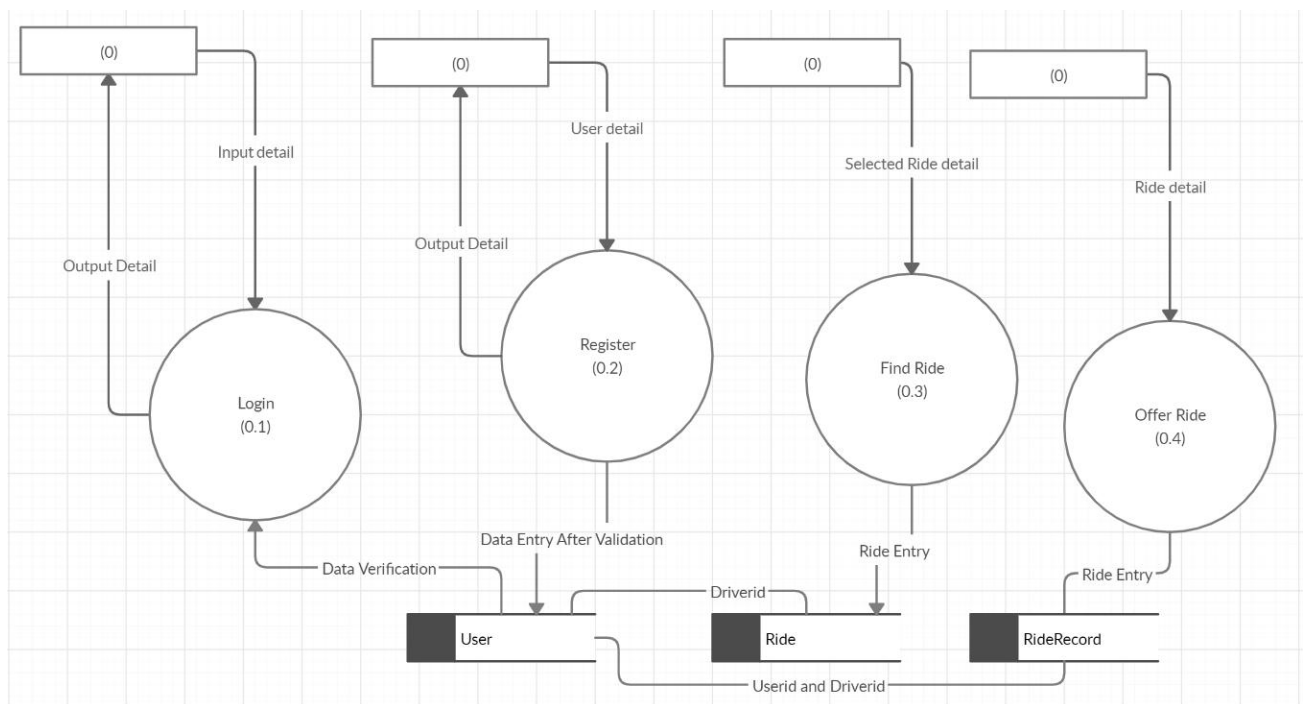 (0)
(0)
(0)
(0)
Input detail
User detail
Selected Ride detail
Ride detail
Output Detail
Output Detail
Login
(0.1)
Register
(0.2)
Find Ride
(0.3)
Offer Ride
(0.4)
Data Verification
Data Entry After Validation
Ride Entry
Ride Entry
Driverid
User
Ride
RideRecord
Userid and Driverid